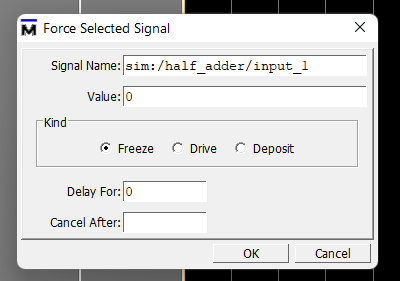 Force Selected Signal
Signal Name: sim:/half_adder/input_1
Value: 0
Kind
Freeze Drive Deposit
Delay For: 0
Cancel After:
OK Cancel